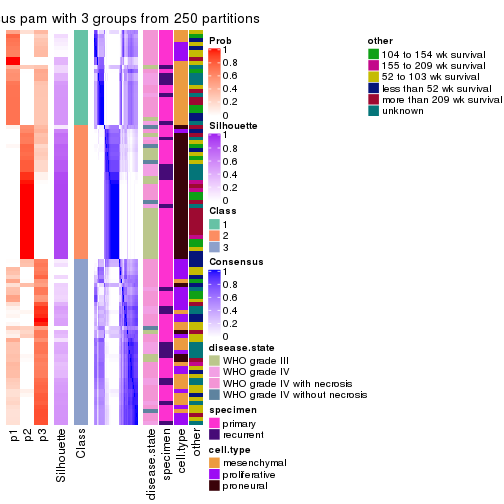 us pam with 3 groups from 250 partitions
Prob
1
0.8
0.6
0.4
0.2
0
Silhouette
1
0.8
0.6
0.4
0.2
0
Class
1
2
3
Consensus
1
0.8
0.6
0.4
0.2
0
disease.state
WHO grade III
WHO grade IV
WHO grade IV with necrosis
WHO grade IV without necrosis
specimen
primary
recurrent
cell.type
mesenchymal
proliferative
proneural
other
104 to 154 wk survival
155 to 209 wk survival
52 to 103 wk survival
less than 52 wk survival
more than 209 wk survival
unknown
p1
p2
p3
Silhouette
Class
disease.state
specimen
cell.type
other